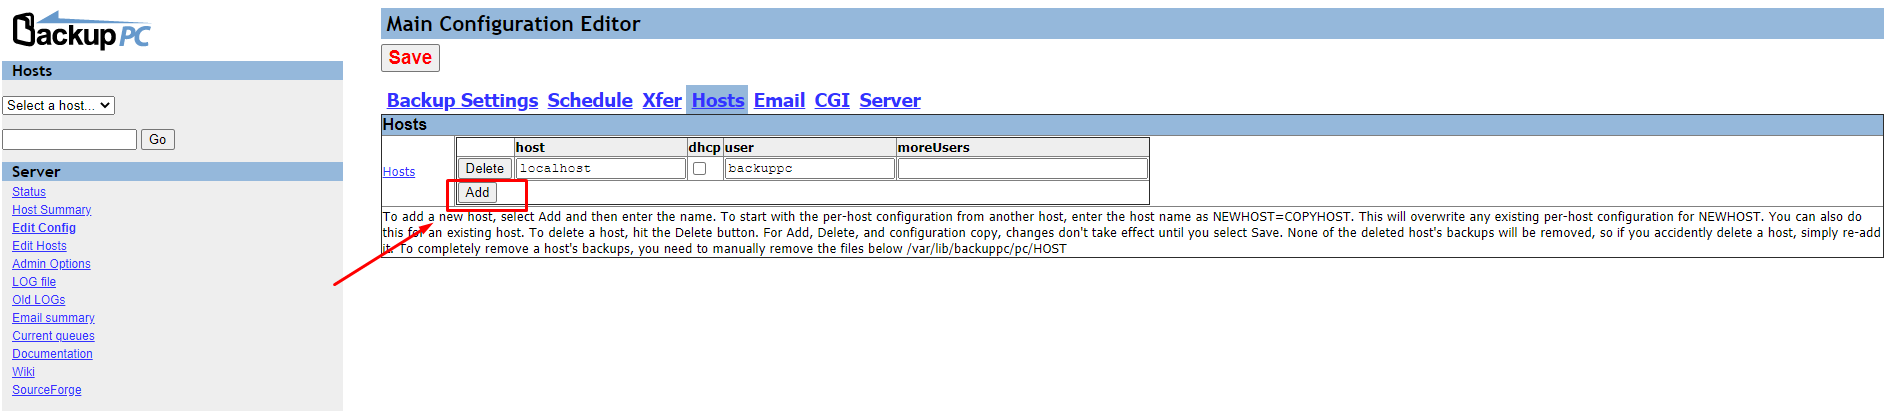 BackupPC
Hosts
Select a host...
Go
Server
Status
Host Summary
Edit Config
Edit Hosts
Admin Options
LOG file
Old LOGs
Email summary
Current queues
Documentation
Wiki
SourceForge
Main Configuration Editor
Save
Backup Settings Schedule Xfer Hosts Email CGI Server
Hosts
host dhcp user moreUsers
Hosts Delete localhost backuppc
Add
To add a new host, select Add and then enter the name. To start with the per-host configuration from another host, enter the host name as NEWHOST=COPYHOST. This will overwrite any existing per-host configuration for NEWHOST. You can also do
this for an existing host. To delete a host, hit the Delete button. For Add, Delete, and configuration copy, changes don't take effect until you select Save. None of the deleted host's backups will be removed, so if you accidently delete a host, simply re-add
it. To completely remove a host's backups, you need to manually remove the files below /var/lib/backuppc/pc/HOST